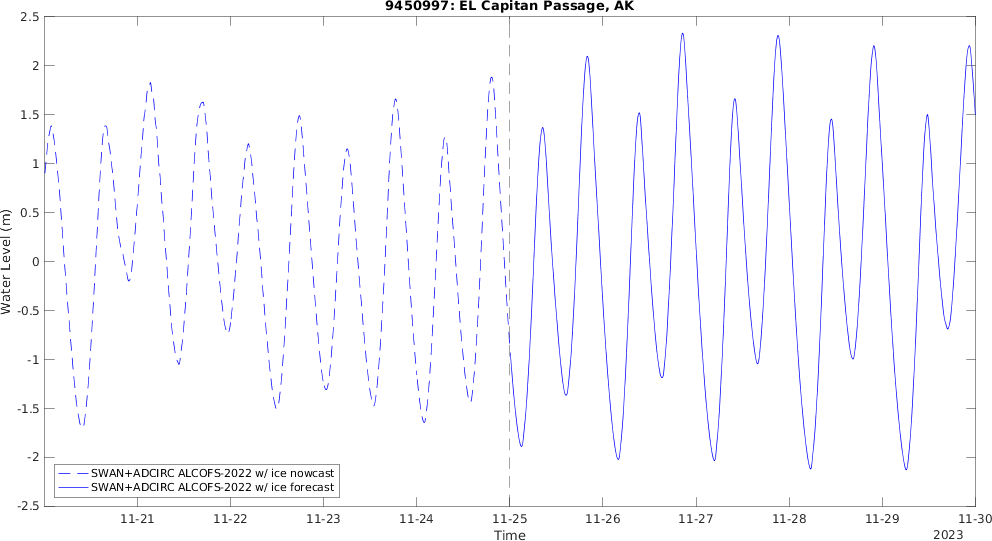 9450997: EL Capitan Passage, AK
2.5
2
1.5
1
0.5
0
-0.5
-1
-1.5
-2
-2.5
Water Level (m)
SWAN+ADCIRC ALCOFS-2022 w/ ice nowcast
SWAN+ADCIRC ALCOFS-2022 w/ ice forecast
11-21 11-22 11-23 11-24 11-25 11-26 11-27 11-28 11-29 11-30
Time
2023